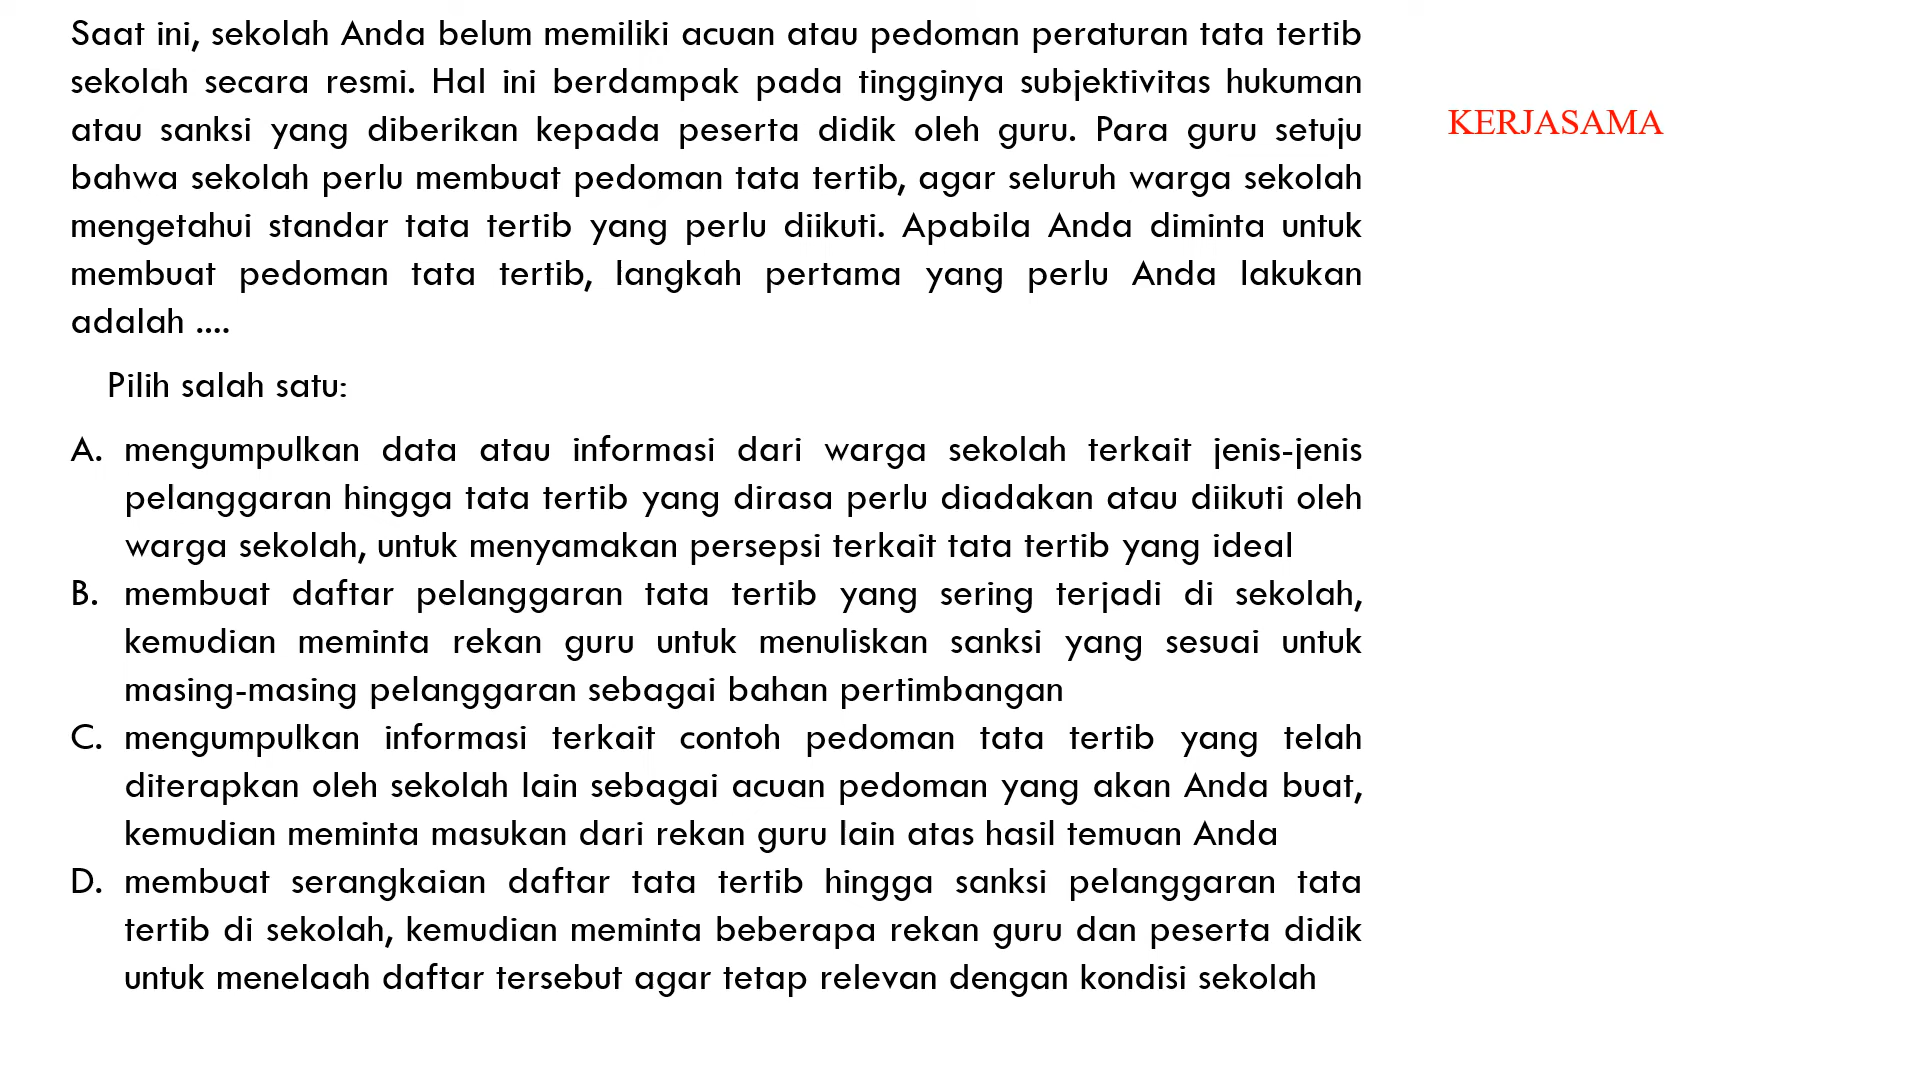 Saat ini, sekolah Anda belum memiliki acuan atau pedoman peraturan tata tertib
sekolah secara resmi. Hal ini berdampak pada tingginya subjektivitas hukuman
atau sanksi yang diberikan kepada peserta didik oleh guru. Para guru setuju
bahwa sekolah perlu membuat pedoman tata tertib, agar seluruh warga sekolah
mengetahui standar tata tertib yang perlu diikuti. Apabila Anda diminta untuk
membuat pedoman tata tertib, langkah pertama yang perlu Anda lakukan
adalah ....
KERJASAMA
Pilih salah satu:
A. mengumpulkan data atau informasi dari warga sekolah terkait jenis-jenis
pelanggaran hingga tata tertib yang dirasa perlu diadakan atau diikuti oleh
warga sekolah, untuk menyamakan persepsi terkait tata tertib yang ideal
B. membuat daftar pelanggaran tata tertib yang sering terjadi di sekolah,
kemudian meminta rekan guru untuk menuliskan sanksi yang sesuai untuk
masing-masing pelanggaran sebagai bahan pertimbangan
C. mengumpulkan informasi terkait contoh pedoman tata tertib yang telah
diterapkan oleh sekolah lain sebagai acuan pedoman yang akan Anda buat,
kemudian meminta masukan dari rekan guru lain atas hasil temuan Anda
D. membuat serangkaian daftar tata tertib hingga sanksi pelanggaran tata
tertib di sekolah, kemudian meminta beberapa rekan guru dan peserta didik
untuk menelaah daftar tersebut agar tetap relevan dengan kondisi sekolah